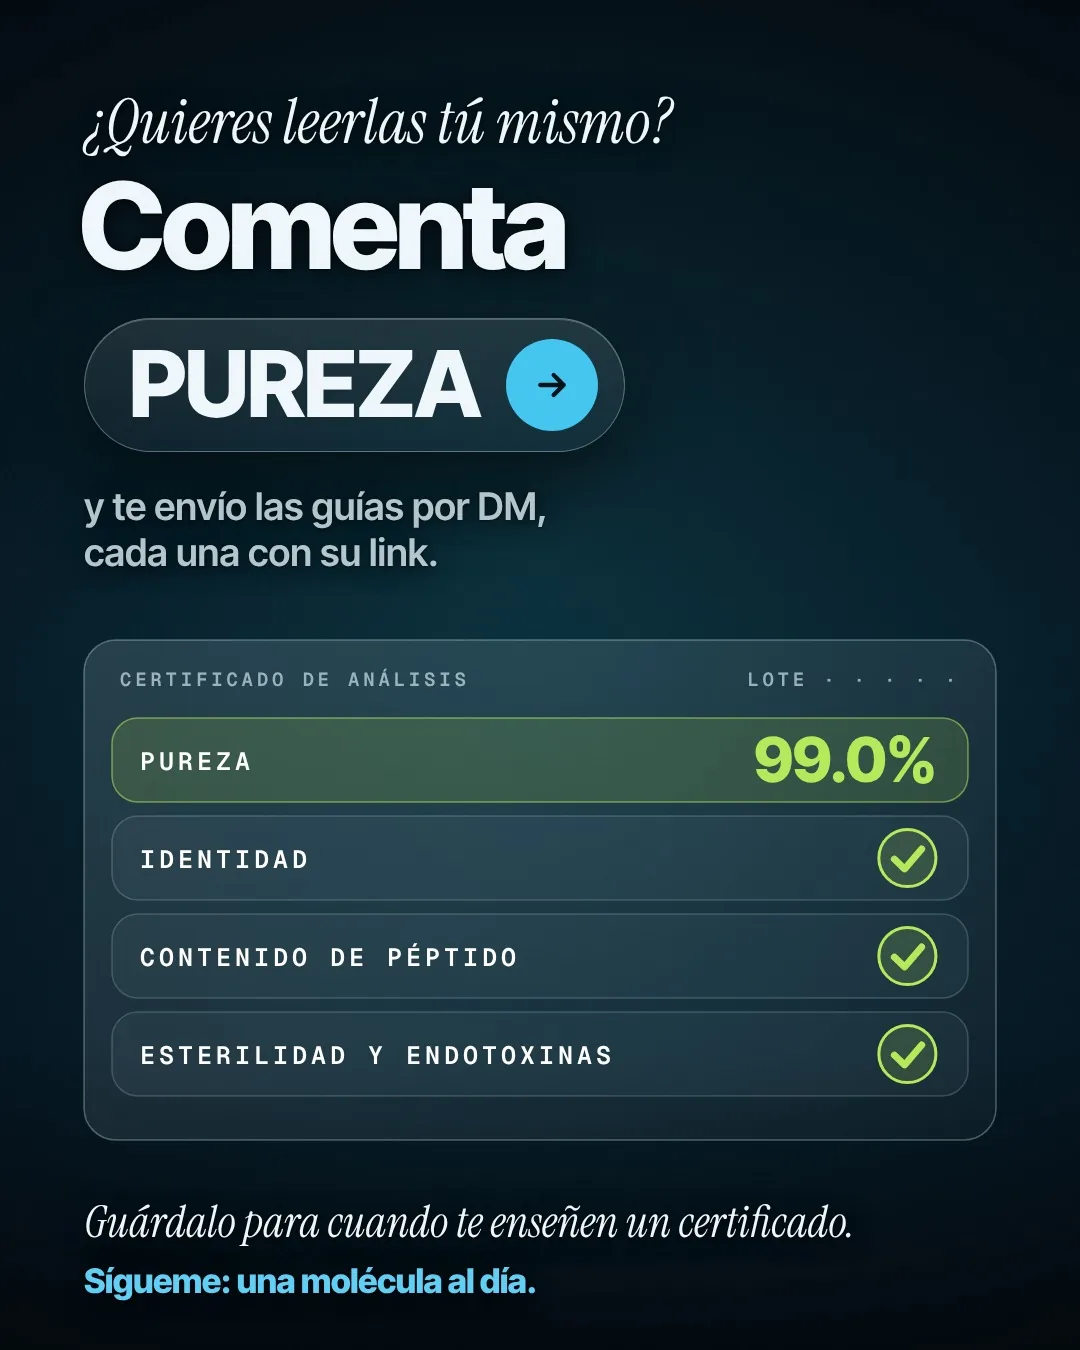 ¿Quieres leerlas tú mismo?
Comenta
PUREZA →
y te envío las guías por DM,
cada una con su link.
CERTIFICADO DE ANÁLISIS LOTE · · · · ·
PUREZA 99.0%
IDENTIDAD
CONTENIDO DE PÉPTIDO
ESTERILIDAD Y ENDOTOXINAS
Guárdalo para cuando te enseñen un certificado.
Sígueme: una molécula al día.